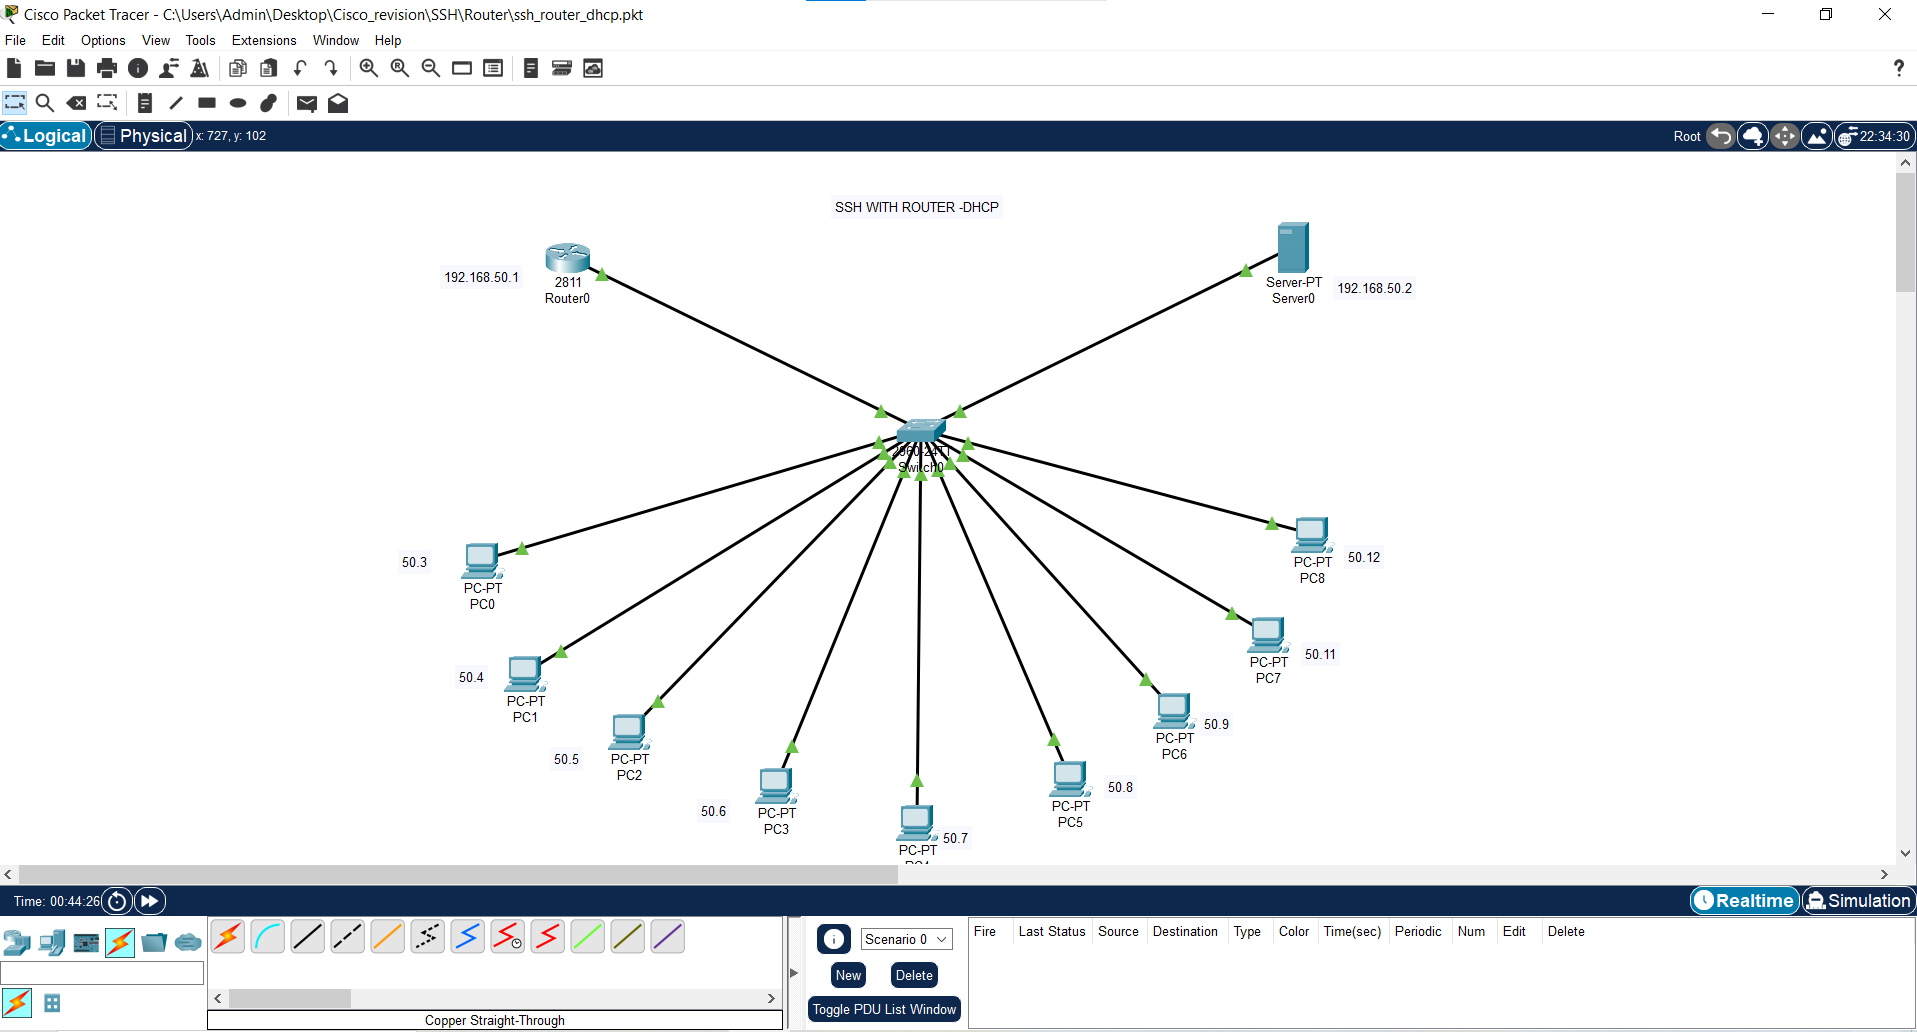 Cisco Packet Tracer - C:\Users\Admin\Desktop\Cisco_revision\SSH\Router\ssh_router_dhcp.pkt
File Edit Options View Tools Extensions Window Help
?
Logical Physical x: 727, y: 102 Root 22:34:30
SSH WITH ROUTER -DHCP
192.168.50.1
2811
Router0
Server-PT
Server0
192.168.50.2
2960-24TT
Switch0
50.3
PC-PT
PC0
50.4
PC-PT
PC1
50.5
PC-PT
PC2
50.6
PC-PT
PC3
50.7
PC-PT
50.8
PC-PT
PC5
50.9
PC-PT
PC6
50.11
PC-PT
PC7
50.12
PC-PT
PC8
Time: 00:44:26 Realtime Simulation
Scenario 0
New Delete
Toggle PDU List Window
Fire Last Status Source Destination Type Color Time(sec) Periodic Num Edit Delete
Copper Straight-Through